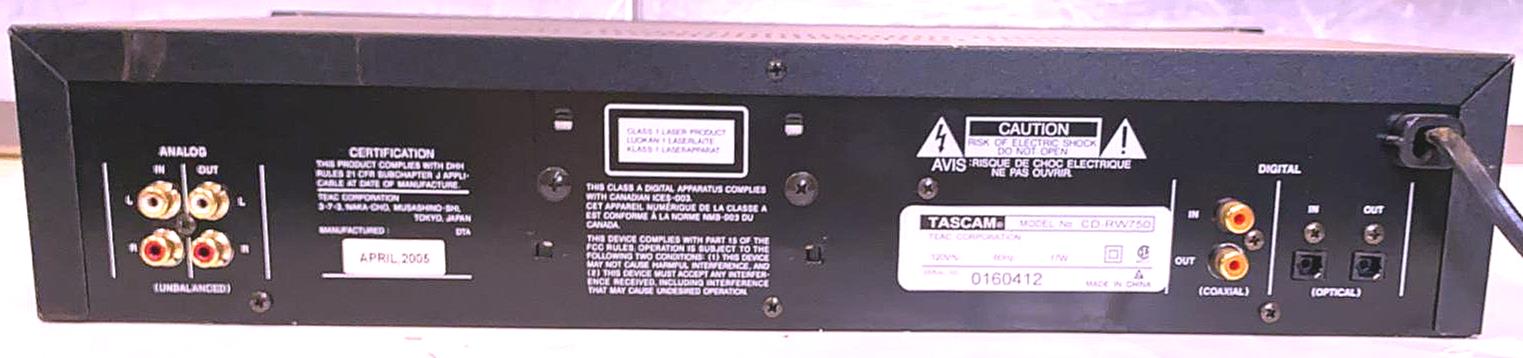 ANALOG
IN OUT
L L
R R
(UNBALANCED)
CERTIFICATION
THIS PRODUCT COMPLIES WITH DHH
RULES 21 CFR SUBCHAPTER J APPLI-
CABLE AT DATE OF MANUFACTURE.
TEAC CORPORATION
3-7-3, NAKA-CHO, MUSASHINO-SHI,
TOKYO, JAPAN
MANUFACTURED : DTA
APRIL, 2005
CLASS 1 LASER PRODUCT
LUOKAN 1 LASERLAITE
KLASS 1 LASERAPPARAT
THIS CLASS A DIGITAL APPARATUS COMPLIES
WITH CANADIAN ICES-003.
CET APPAREIL NUMÉRIQUE DE LA CLASSE A
EST CONFORME À LA NORME NMB-003 DU
CANADA.
THIS DEVICE COMPLIES WITH PART 15 OF THE
FCC RULES. OPERATION IS SUBJECT TO THE
FOLLOWING TWO CONDITIONS: (1) THIS DEVICE
MAY NOT CAUSE HARMFUL INTERFERENCE, AND
(2) THIS DEVICE MUST ACCEPT ANY INTERFER-
ENCE RECEIVED, INCLUDING INTERFERENCE
THAT MAY CAUSE UNDESIRED OPERATION.
CAUTION
RISK OF ELECTRIC SHOCK
DO NOT OPEN
AVIS :RISQUE DE CHOC ELECTRIQUE
NE PAS OUVRIR.
TASCAM® MODEL No. CD-RW750
TEAC CORPORATION
120V~ 60Hz 17W
SERIAL NO. 0160412
MADE IN CHINA
DIGITAL
IN
OUT
(COAXIAL)
IN OUT
(OPTICAL)